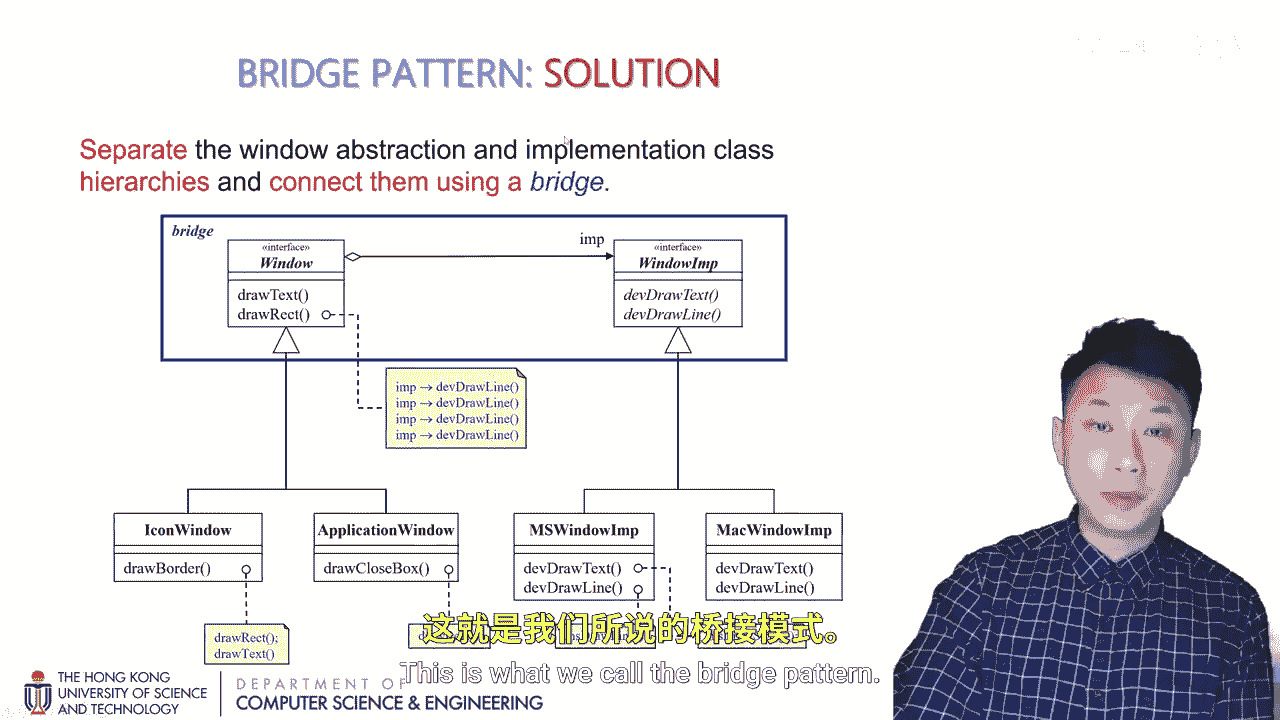 BRIDGE PATTERN: SOLUTION
Separate the window abstraction and implementation class
hierarchies and connect them using a bridge.
bridge
«interface»
Window
drawText()
drawRect()
imp
«interface»
WindowImp
devDrawText()
devDrawLine()
imp → devDrawLine()
imp → devDrawLine()
imp → devDrawLine()
imp → devDrawLine()
IconWindow
drawBorder()
ApplicationWindow
drawCloseBox()
MSWindowImp
devDrawText()
devDrawLine()
MacWindowImp
devDrawText()
devDrawLine()
drawRect();
drawText()
这就是我们所说的桥接模式。
This is what we call the bridge pattern.
THE HONG KONG
UNIVERSITY OF SCIENCE
AND TECHNOLOGY
DEPARTMENT OF
COMPUTER SCIENCE & ENGINEERING